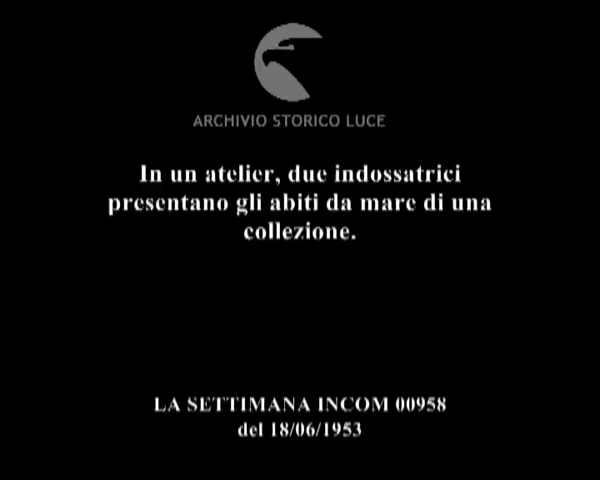 ARCHIVIO STORICO LUCE
In un atelier, due indossatrici
presentano gli abiti da mare di una
collezione.
LA SETTIMANA INCOM 00958
del 18/06/1953